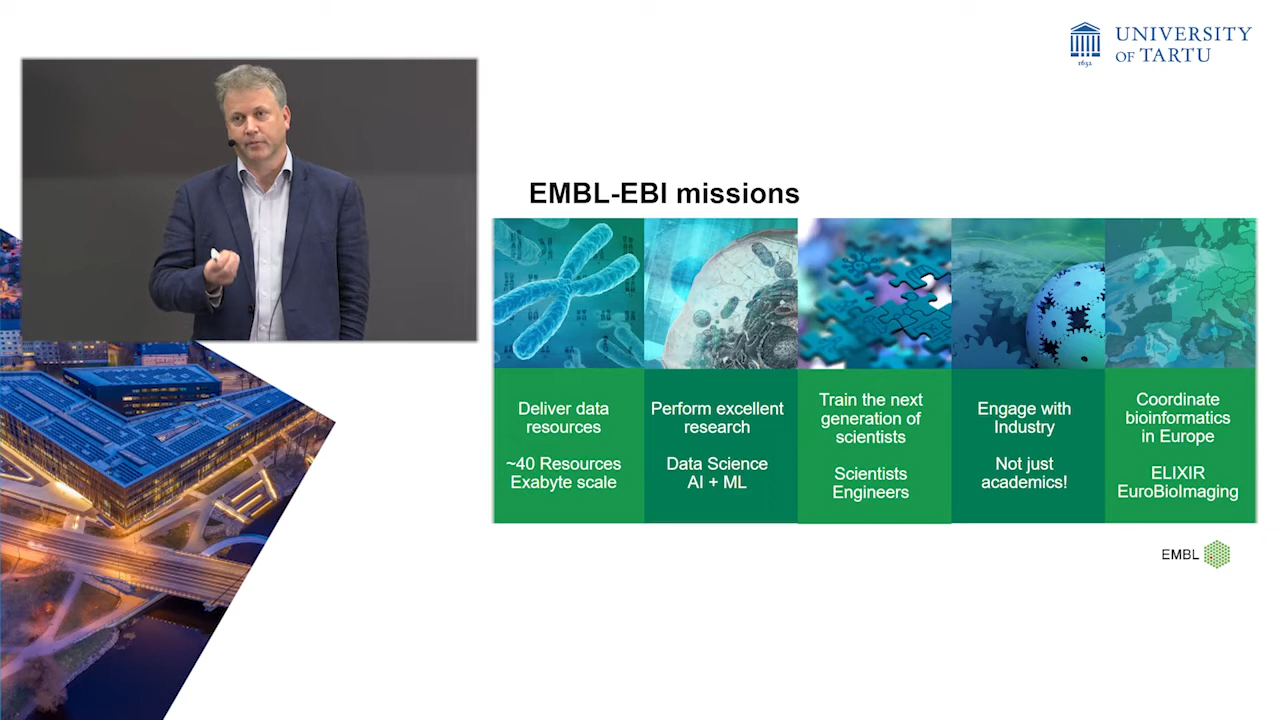 UNIVERSITY
OF TARTU
1632
EMBL-EBI missions
Deliver data
resources
~40 Resources
Exabyte scale
Perform excellent
research
Data Science
AI + ML
Train the next
generation of
scientists
Scientists
Engineers
Engage with
Industry
Not just
academics!
Coordinate
bioinformatics
in Europe
ELIXIR
EuroBioImaging
EMBL